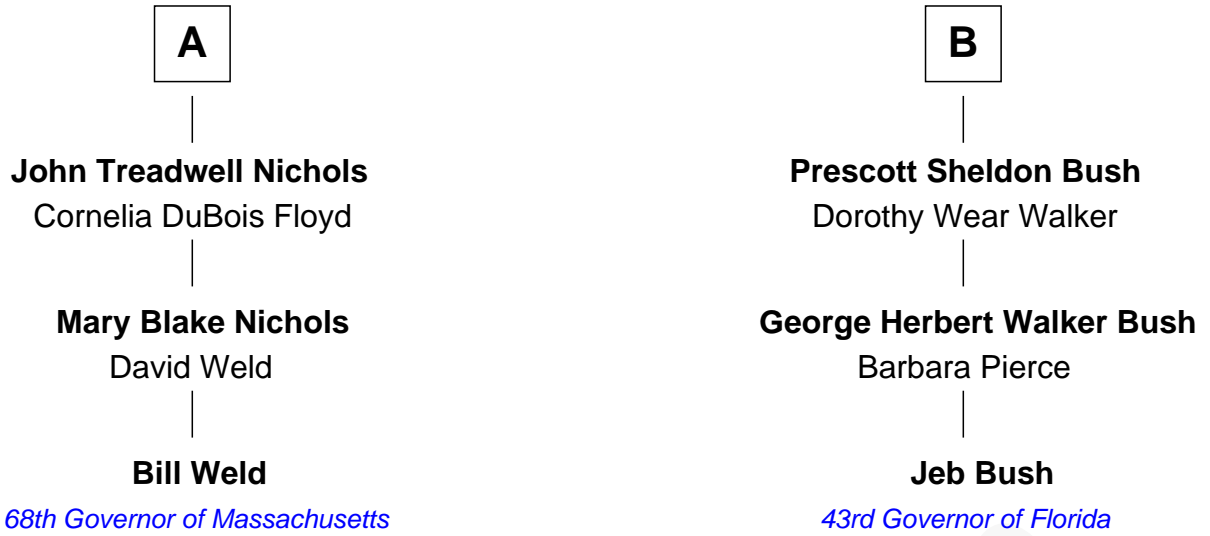 A
B
John Treadwell Nichols
Prescott Sheldon Bush
Cornelia DuBois Floyd
Dorothy Wear Walker
Mary Blake Nichols
George Herbert Walker Bush
David Weld
Barbara Pierce
Bill Weld
Jeb Bush
68th Governor of Massachusetts
43rd Governor of Florida